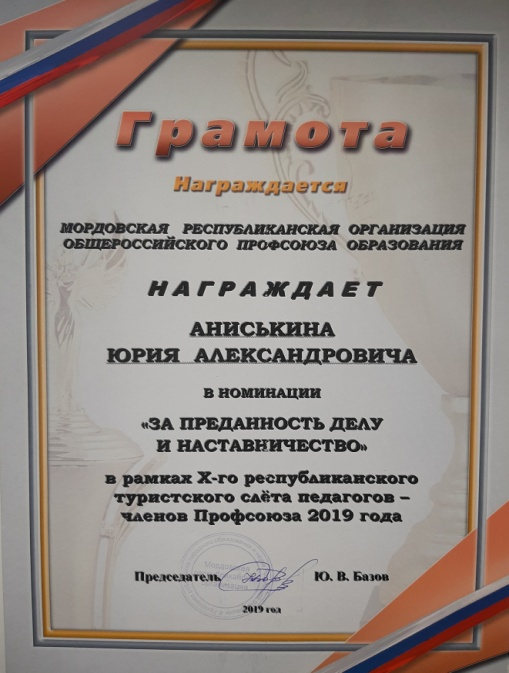 Грамота
Награждается
МОРДОВСКАЯ РЕСПУБЛИКАНСКАЯ ОРГАНИЗАЦИЯ
ОБЩЕРОССИЙСКОГО ПРОФСОЮЗА ОБРАЗОВАНИЯ
НАГРАЖДАЕТ
АНИСЬКИНА
ЮРИЯ АЛЕКСАНДРОВИЧА
В НОМИНАЦИИ
«ЗА ПРЕДАННОСТЬ ДЕЛУ
И НАСТАВНИЧЕСТВО»
в рамках X-го республиканского
туристского слёта педагогов –
членов Профсоюза 2019 года
Председатель Ю. В. Базов
2019 год